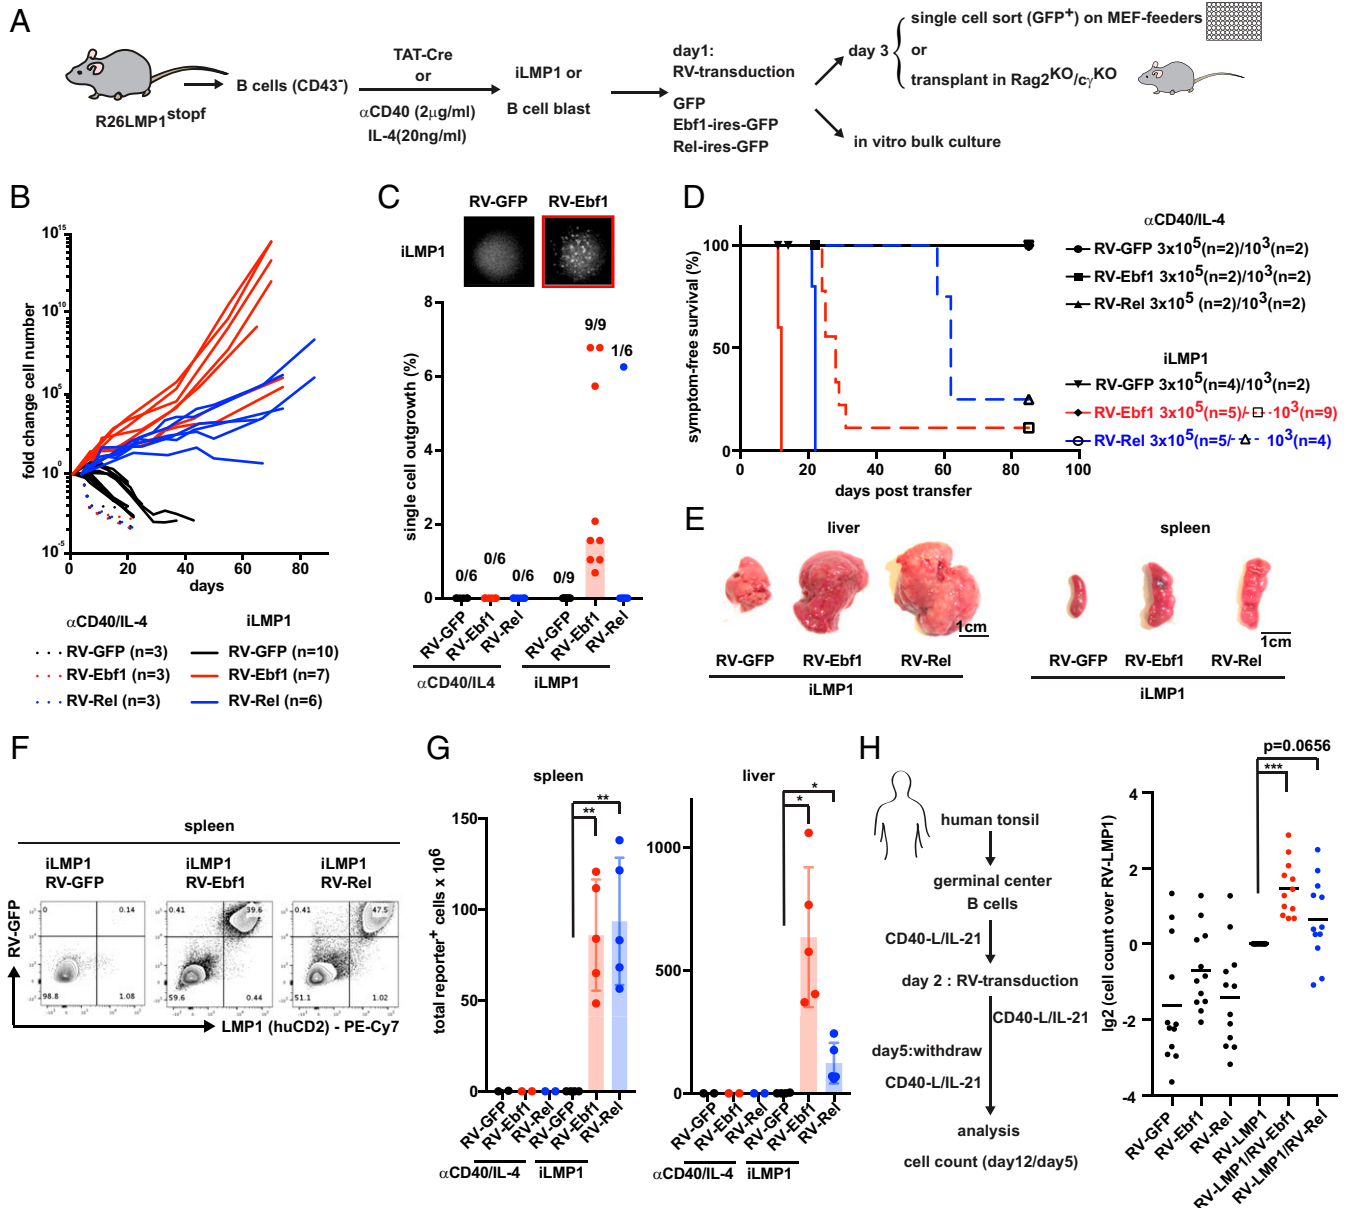 A
R26LMP1stopf
B cells (CD43-)
TAT-Cre
or
αCD40 (2μg/ml)
IL-4(20ng/ml)
iLMP1 or
B cell blast
day1:
RV-transduction
GFP
Ebf1-ires-GFP
Rel-ires-GFP
day 3
single cell sort (GFP+) on MEF-feeders
or
transplant in Rag2KO/cγKO
in vitro bulk culture
B
fold change cell number
10^15
10^10
10^5
10^0
10^-5
0 20 40 60 80
days
αCD40/IL-4 iLMP1
RV-GFP (n=3) RV-GFP (n=10)
RV-Ebf1 (n=3) RV-Ebf1 (n=7)
RV-Rel (n=3) RV-Rel (n=6)
C
RV-GFP RV-Ebf1
iLMP1
single cell outgrowth (%)
8
6
4
2
0
0/6 0/6 0/6 0/9 9/9 1/6
RV-GFP RV-Ebf1 RV-Rel RV-GFP RV-Ebf1 RV-Rel
αCD40/IL4 iLMP1
D
symptom-free survival (%)
100
50
0
0 20 40 60 80 100
days post transfer
αCD40/IL-4
RV-GFP 3x10^5(n=2)/10^3(n=2)
RV-Ebf1 3x10^5(n=2)/10^3(n=2)
RV-Rel 3x10^5 (n=2)/10^3(n=2)
iLMP1
RV-GFP 3x10^5(n=4)/10^3(n=2)
RV-Ebf1 3x10^5(n=5)/ 10^3(n=9)
RV-Rel 3x10^5(n=5/ 10^3(n=4)
E
liver spleen
1cm 1cm
RV-GFP RV-Ebf1 RV-Rel RV-GFP RV-Ebf1 RV-Rel
iLMP1 iLMP1
F
spleen
iLMP1 iLMP1 iLMP1
RV-GFP RV-Ebf1 RV-Rel
RV-GFP
0 0.14 0.41 39.6 0.41 47.5
98.8 1.08 59.6 0.44 51.1 1.02
LMP1 (huCD2) - PE-Cy7
G
spleen liver
total reporter+ cells x 10^6
150
100
50
0
** **
RV-GFP RV-Ebf1 RV-Rel RV-GFP RV-Ebf1 RV-Rel
αCD40/IL-4 iLMP1
1000
500
0
* *
RV-GFP RV-Ebf1 RV-Rel RV-GFP RV-Ebf1 RV-Rel
αCD40/IL-4 iLMP1
H
human tonsil
germinal center
B cells
CD40-L/IL-21
day 2 : RV-transduction
CD40-L/IL-21
day5:withdraw
CD40-L/IL-21
analysis
cell count (day12/day5)
p=0.0656
***
lg2 (cell count over RV-LMP1)
4
2
0
-2
-4
RV-GFP RV-Ebf1 RV-Rel RV-LMP1 RV-LMP1/RV-Ebf1 RV-LMP1/RV-Rel